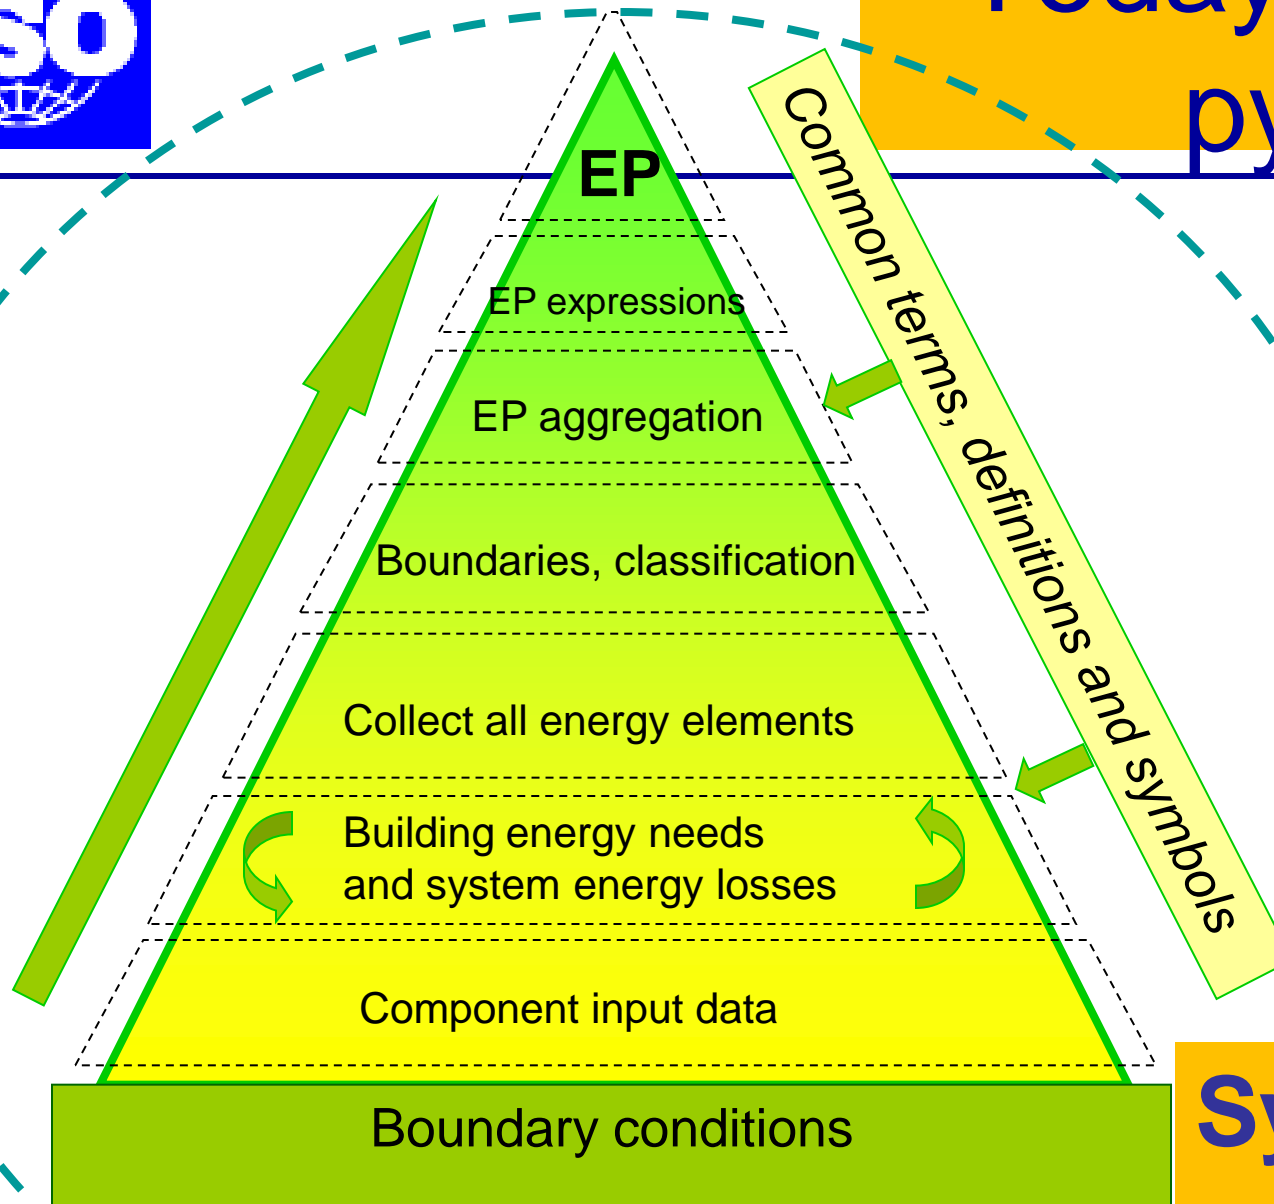 EP
EP expressions
EP aggregation
Boundaries, classification
Collect all energy elements
Building energy needs
and system energy losses
Component input data
Boundary conditions
Common terms, definitions and symbols